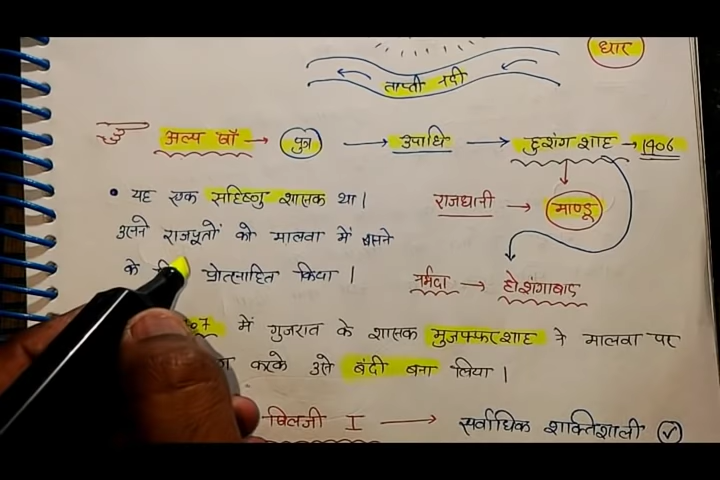 धार
ताप्ती नदी
अल्प खाँ → पुत्र → उपाधि → हुशंग शाह → 1406
• यह एक सहिष्णु शासक था।
राजधानी → माण्डू
उसने राजपूतों को मालवा में बसने
के प्रोत्साहित किया।
नर्मदा → होशंगाबाद
में गुजरात के शासक मुजफ्फरशाह ने मालवा पर
करके उसे बंदी बना लिया।
खिलजी I → सर्वाधिक शक्तिशाली